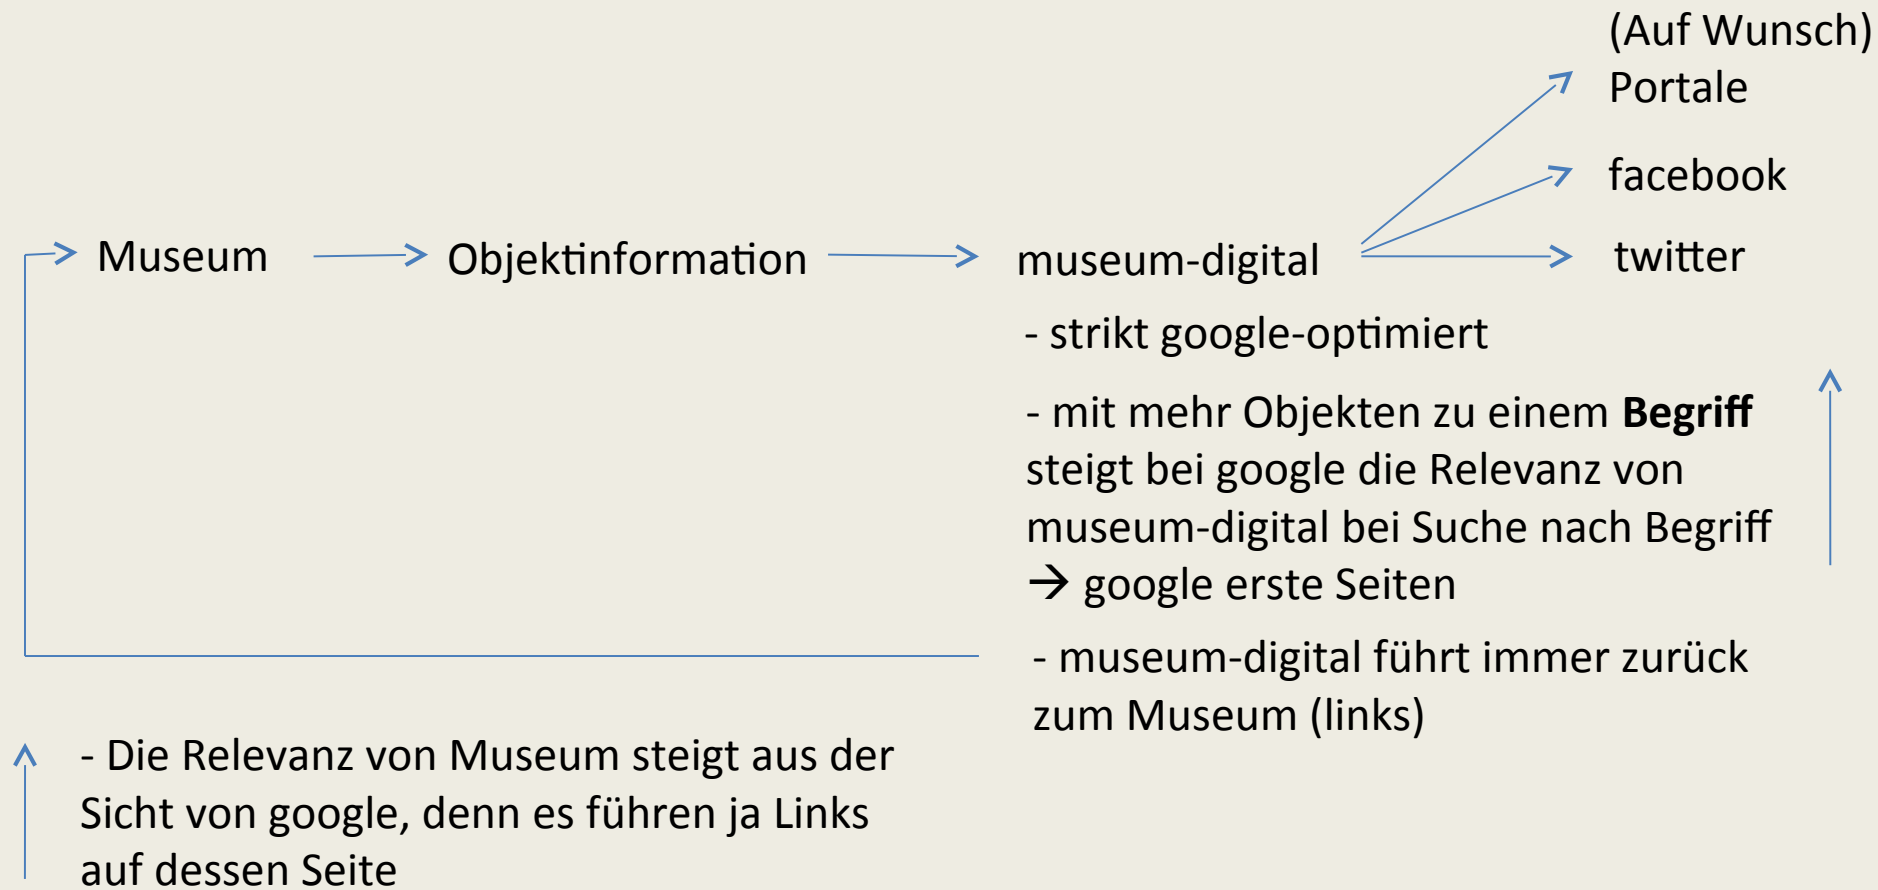 (Auf Wunsch)
Portale
facebook
Museum
Objektinformation
museum-digital
twitter
- strikt google-optimiert
- mit mehr Objekten zu einem Begriff
steigt bei google die Relevanz von
museum-digital bei Suche nach Begriff
→ google erste Seiten
- museum-digital führt immer zurück
zum Museum (links)
- Die Relevanz von Museum steigt aus der
Sicht von google, denn es führen ja Links
auf dessen Seite